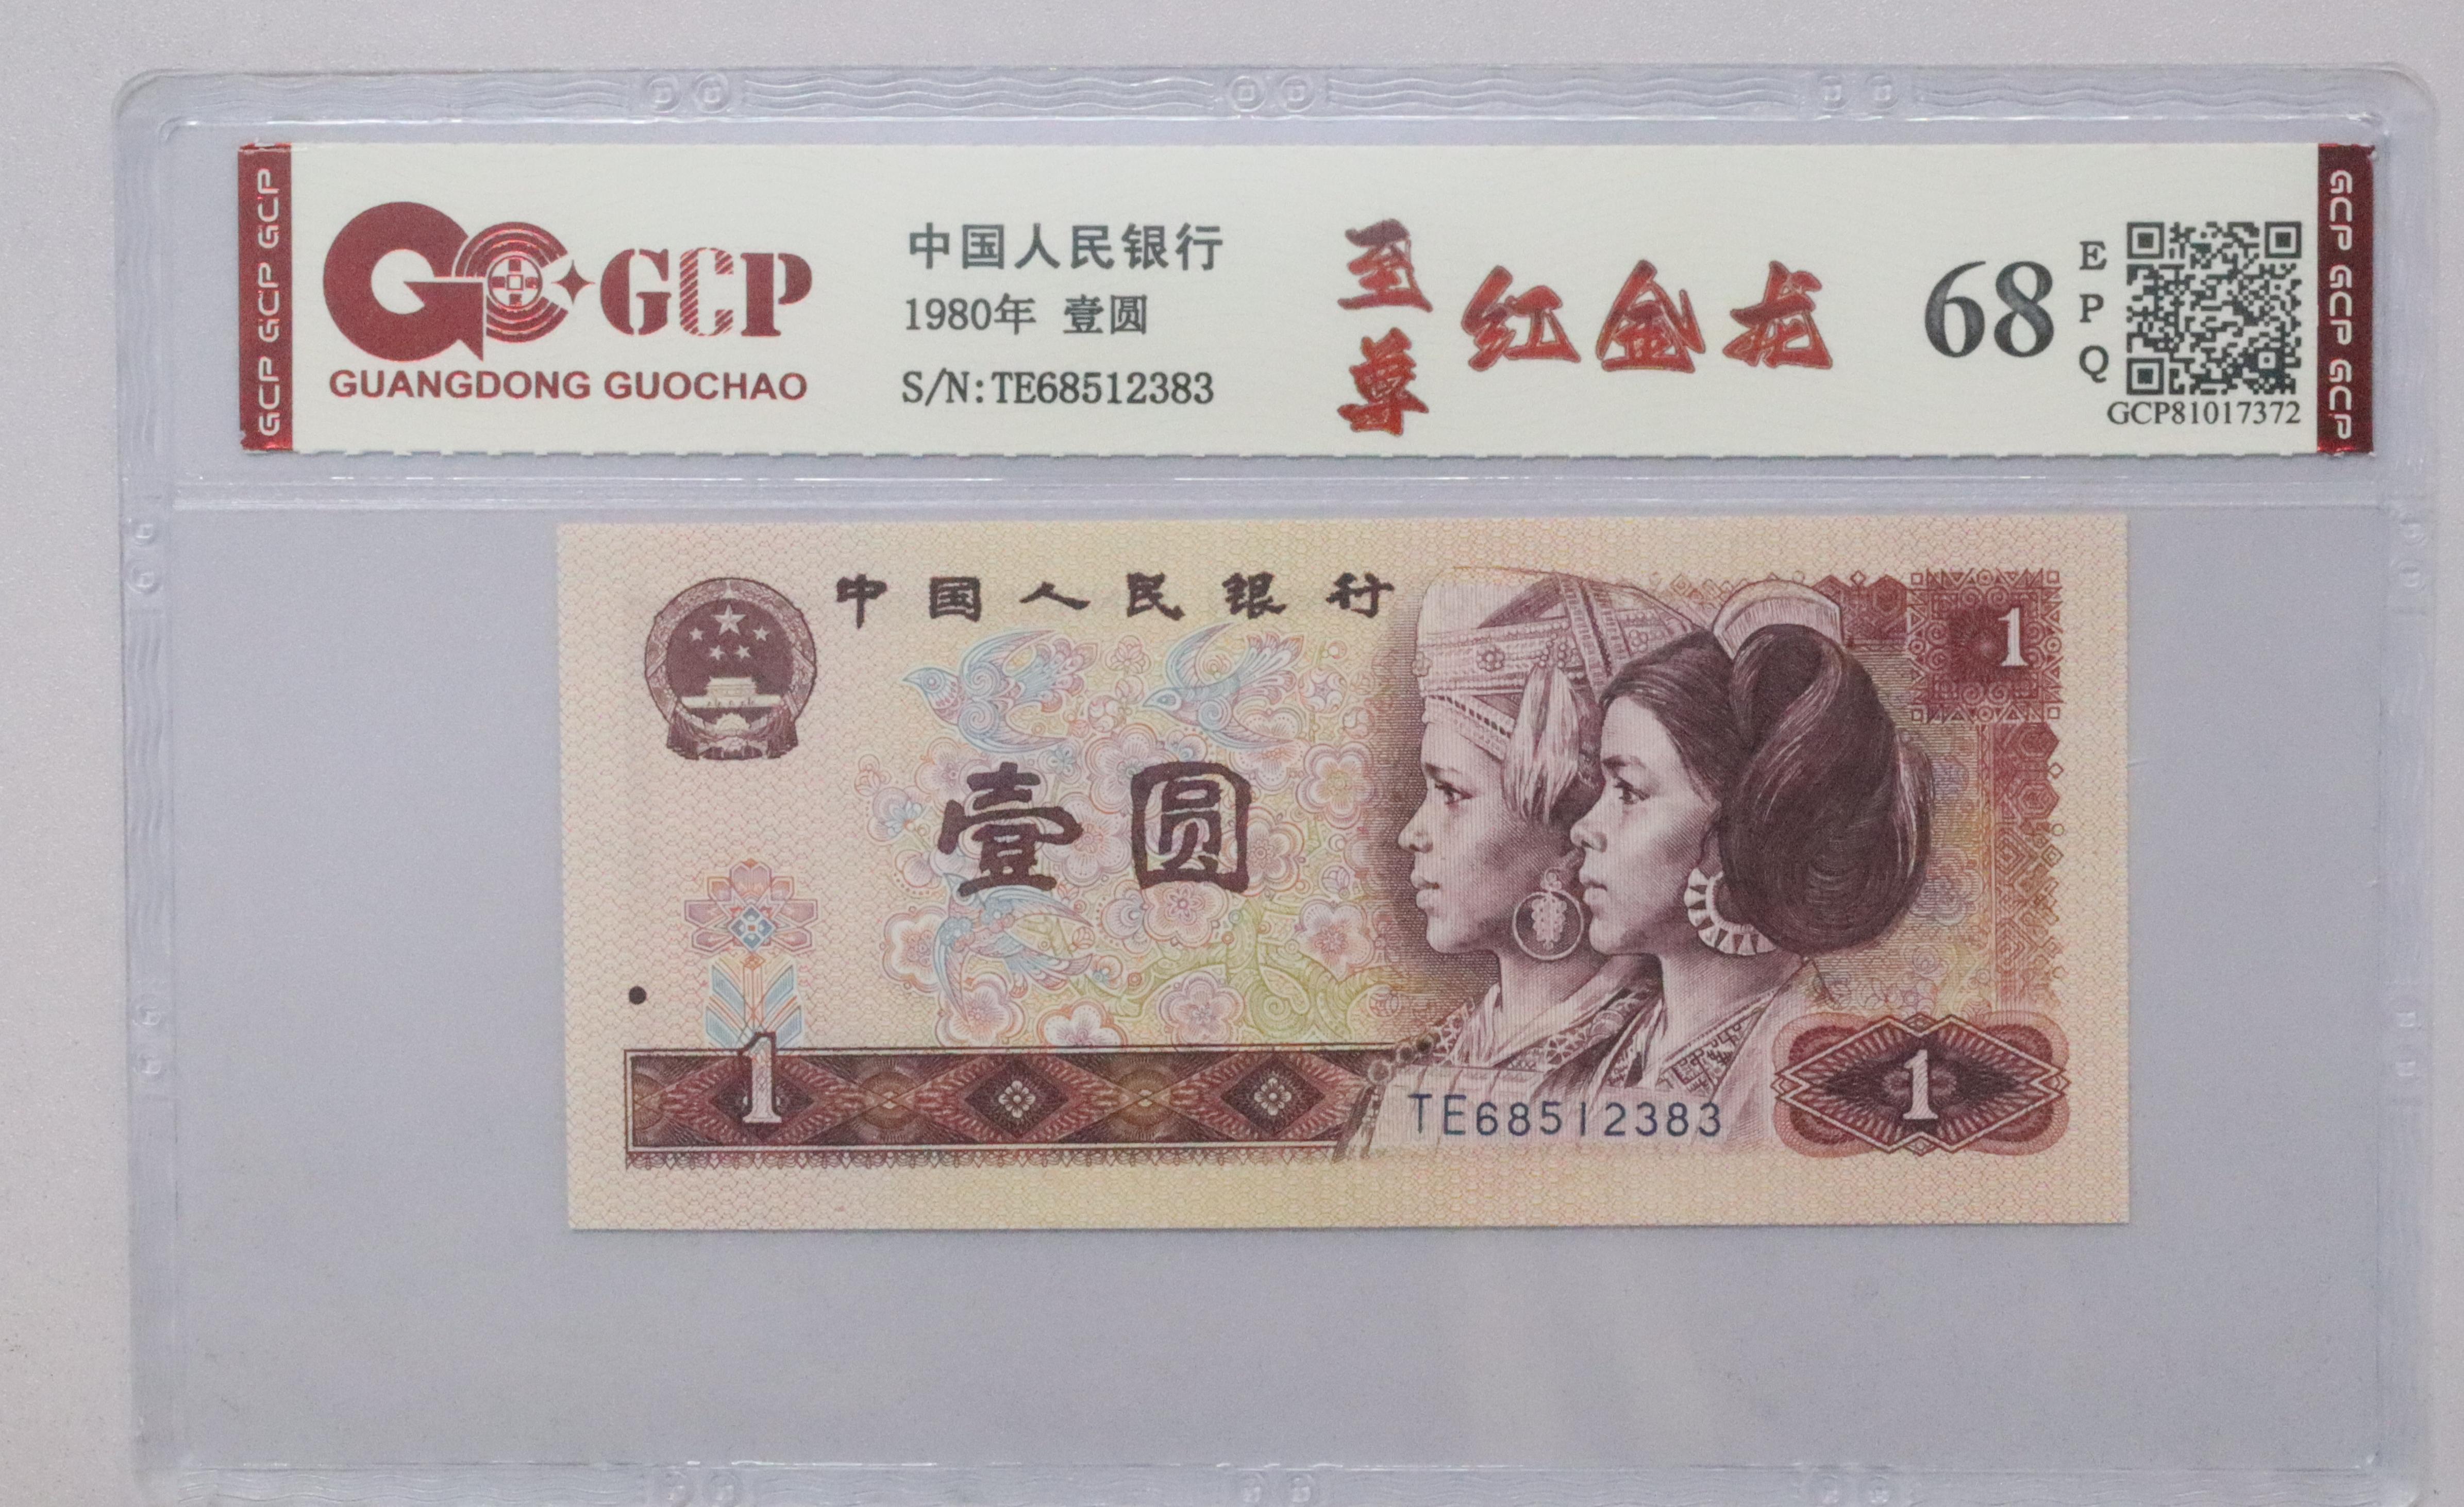 GCP GCP GCP
GCP
GUANGDONG GUOCHAO
中国人民银行
1980年 壹圆
S/N:TE68512383
至尊
红金龙
68
EPQ
GCP81017372
GCP GCP GCP
中国人民银行
1
壹圆
1
TE68512383
1